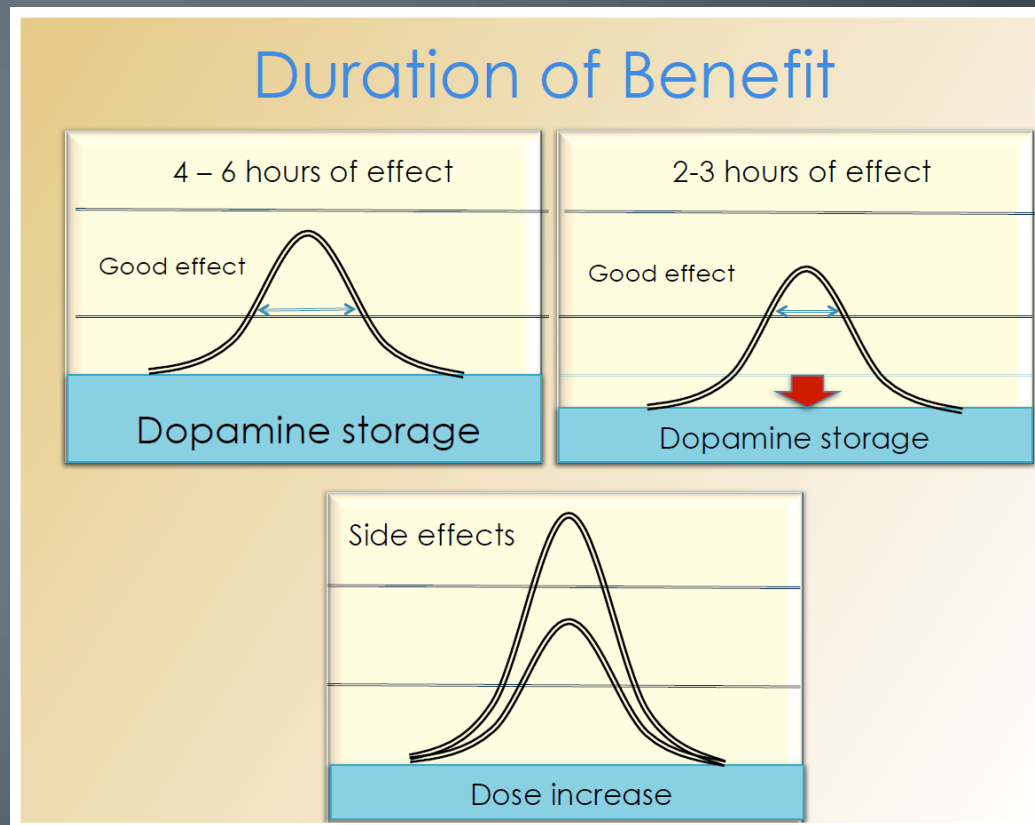 Duration of Benefit
4 – 6 hours of effect
Good effect
Dopamine storage
2-3 hours of effect
Good effect
Dopamine storage
Side effects
Dose increase